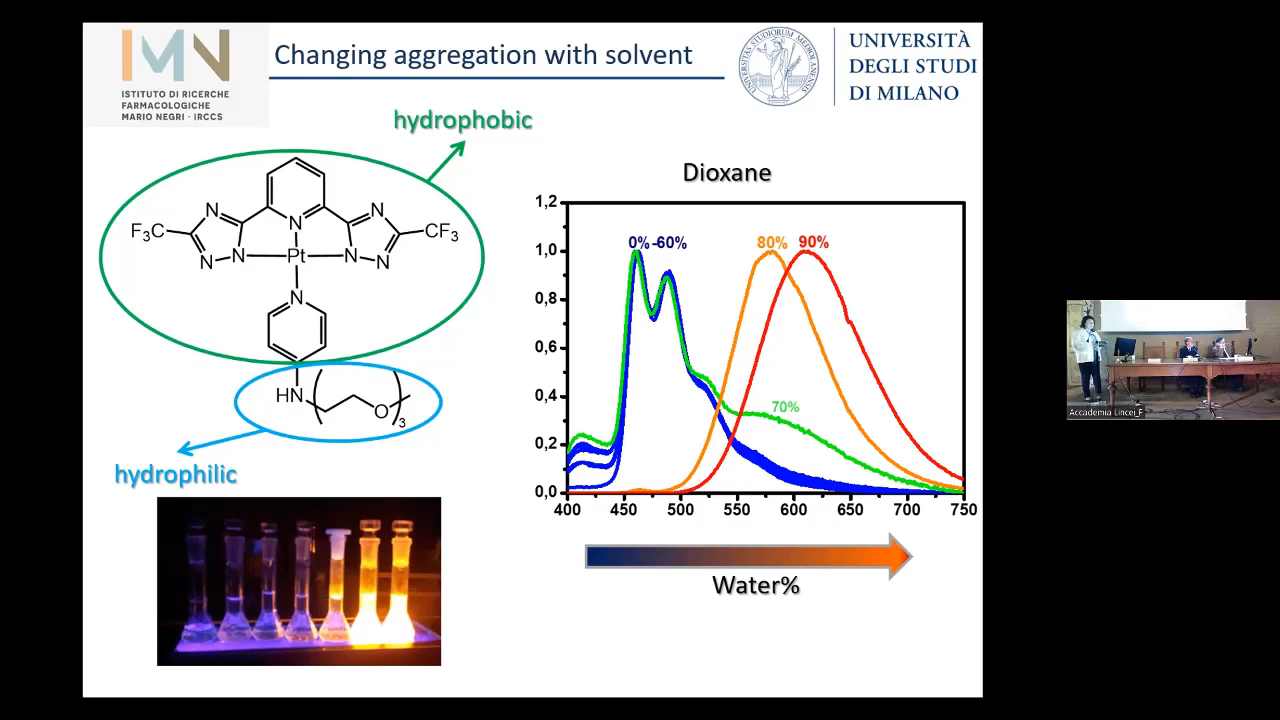 IMN
ISTITUTO DI RICERCHE
FARMACOLOGICHE
MARIO NEGRI · IRCCS
Changing aggregation with solvent
UNIVERSITÀ
DEGLI STUDI
DI MILANO
hydrophobic
N
N
N
F₃C
CF₃
N
N
Pt
N
N
N
HN
O
3
hydrophilic
Dioxane
1,2
1,0
0,8
0,6
0,4
0,2
0,0
0%-60%
80%
90%
70%
400
450
500
550
600
650
700
750
Water%
Accademia Lincei_F